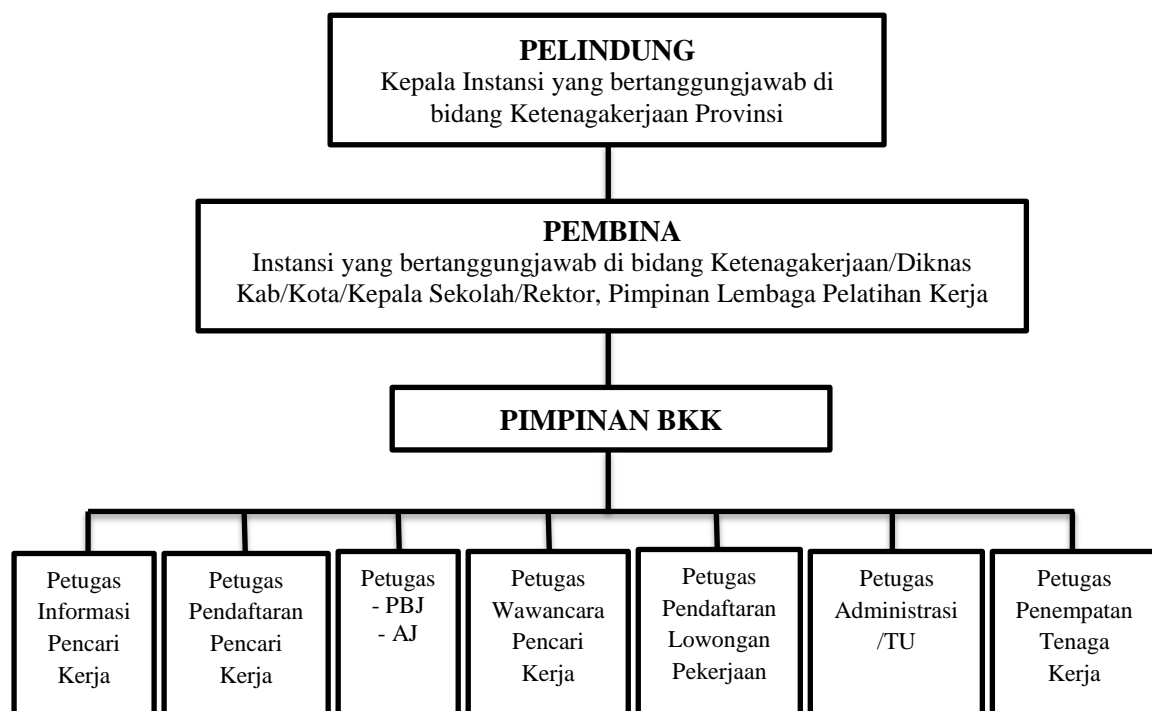 PELINDUNG
Kepala Instansi yang bertanggungjawab di
bidang Ketenagakerjaan Provinsi
PEMBINA
Instansi yang bertanggungjawab di bidang Ketenagakerjaan/Diknas
Kab/Kota/Kepala Sekolah/Rektor, Pimpinan Lembaga Pelatihan Kerja
PIMPINAN BKK
Petugas
Informasi
Pencari
Kerja
Petugas
Pendaftaran
Pencari
Kerja
Petugas
- PBJ
- AJ
Petugas
Wawancara
Pencari
Kerja
Petugas
Pendaftaran
Lowongan
Pekerjaan
Petugas
Administrasi
/TU
Petugas
Penempatan
Tenaga
Kerja